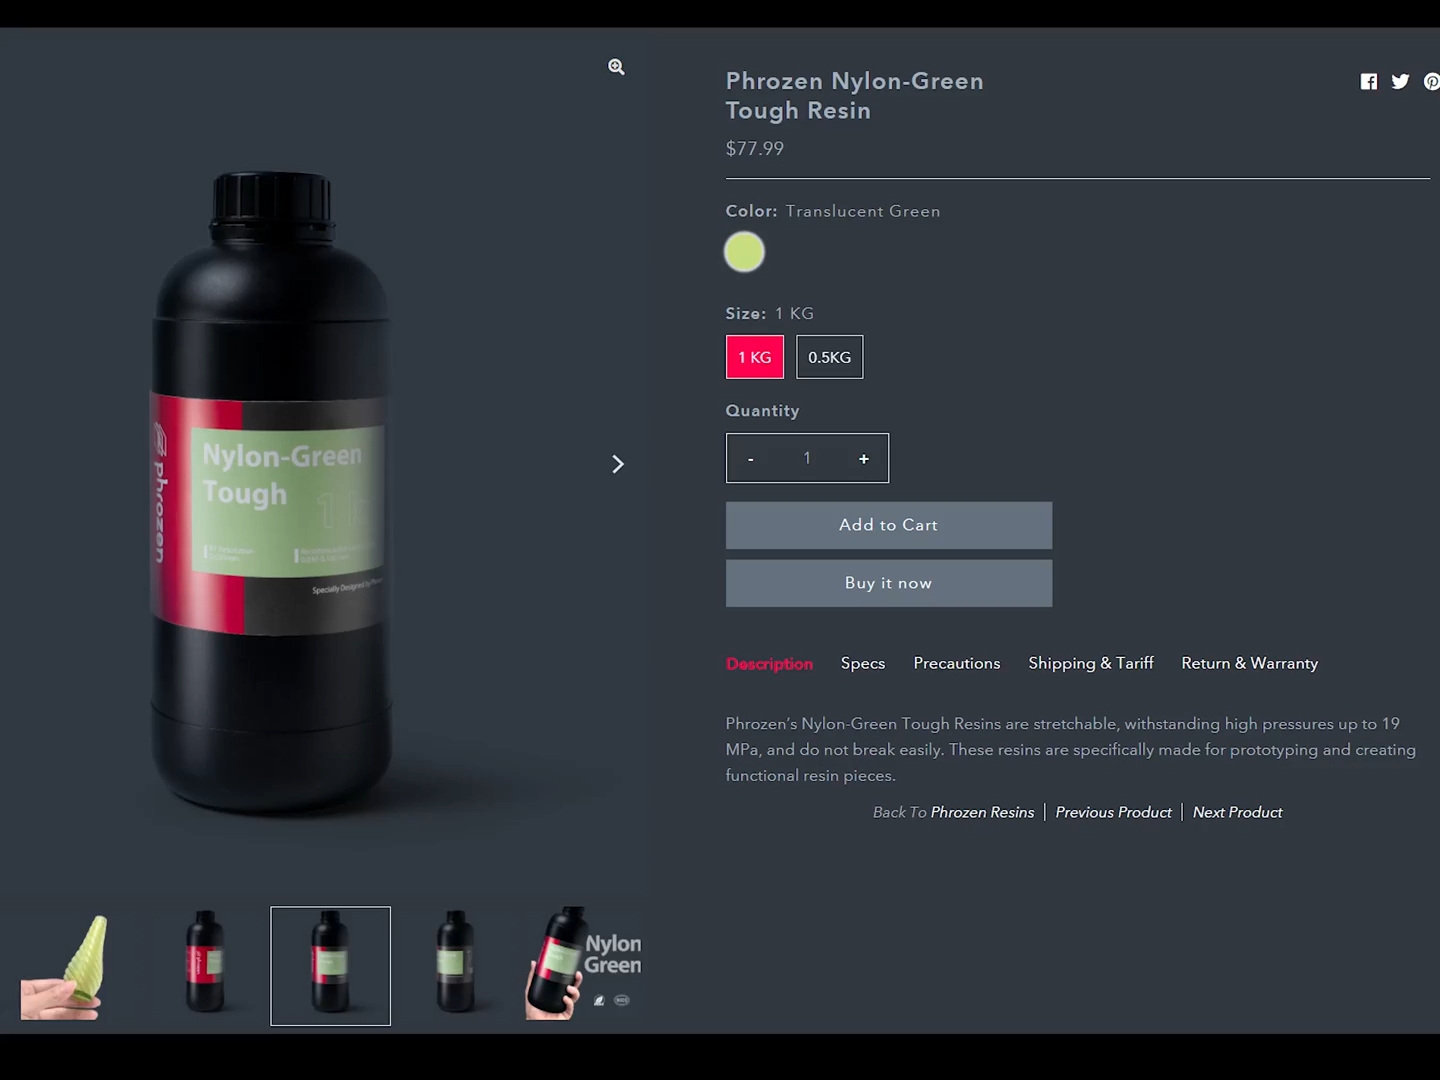 Phrozen Nylon-Green
Tough Resin
$77.99
Color: Translucent Green
Size: 1 KG
1 KG 0.5KG
Quantity
- 1 +
Add to Cart
Buy it now
Description Specs Precautions Shipping & Tariff Return & Warranty
Phrozen’s Nylon-Green Tough Resins are stretchable, withstanding high pressures up to 19
MPa, and do not break easily. These resins are specifically made for prototyping and creating
functional resin pieces.
Back To Phrozen Resins | Previous Product | Next Product
phrozen
Nylon-Green
Tough
Specially Designed by
Nylon
Green